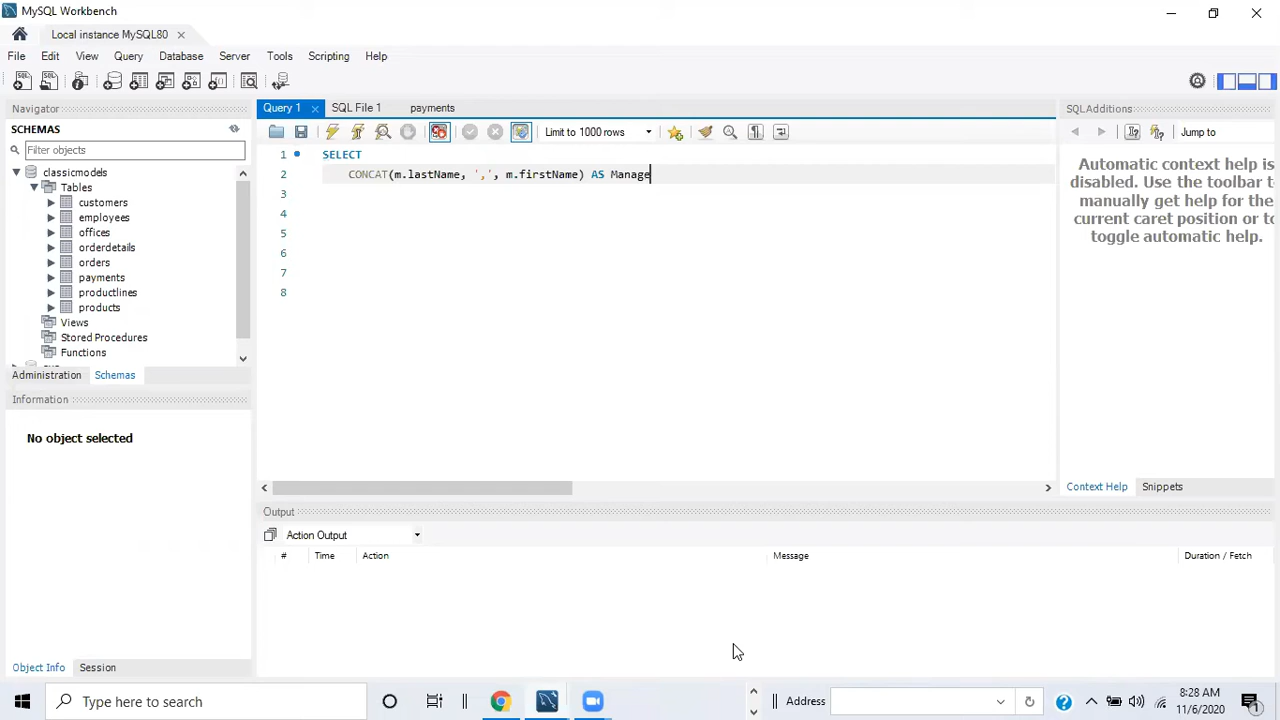 MySQL Workbench
Local instance MySQL80
File Edit View Query Database Server Tools Scripting Help
Navigator
SCHEMAS
Filter objects
classicmodels
Tables
customers
employees
offices
orderdetails
orders
payments
productlines
products
Views
Stored Procedures
Functions
Administration Schemas
Information
No object selected
Object Info Session
Query 1 SQL File 1 payments
Limit to 1000 rows
1 SELECT
2 CONCAT(m.lastName, ',', m.firstName) AS Manage
3
4
5
6
7
8
Output
Action Output
# Time Action Message Duration / Fetch
SQLAdditions
Jump to
Automatic context help is
disabled. Use the toolbar t
manually get help for the
current caret position or to
toggle automatic help.
Context Help Snippets
Type here to search
Address
8:28 AM
11/6/2020
1